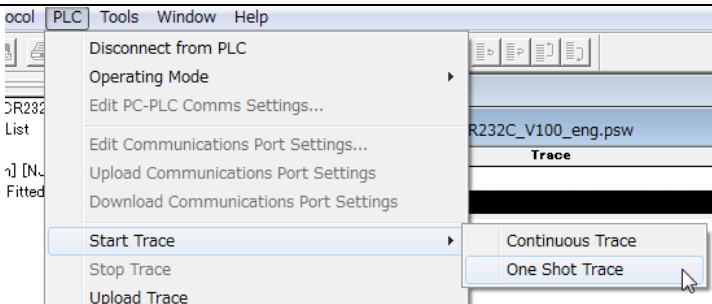 ocol PLC Tools Window Help
Disconnect from PLC
Operating Mode
Edit PC-PLC Comms Settings...
CR232
List
R232C_V100_eng.psw
Edit Communications Port Settings...
Trace
Upload Communications Port Settings
n] [NJ
Fitted
Download Communications Port Settings
Start Trace
Continuous Trace
Stop Trace
One Shot Trace
Upload Trace